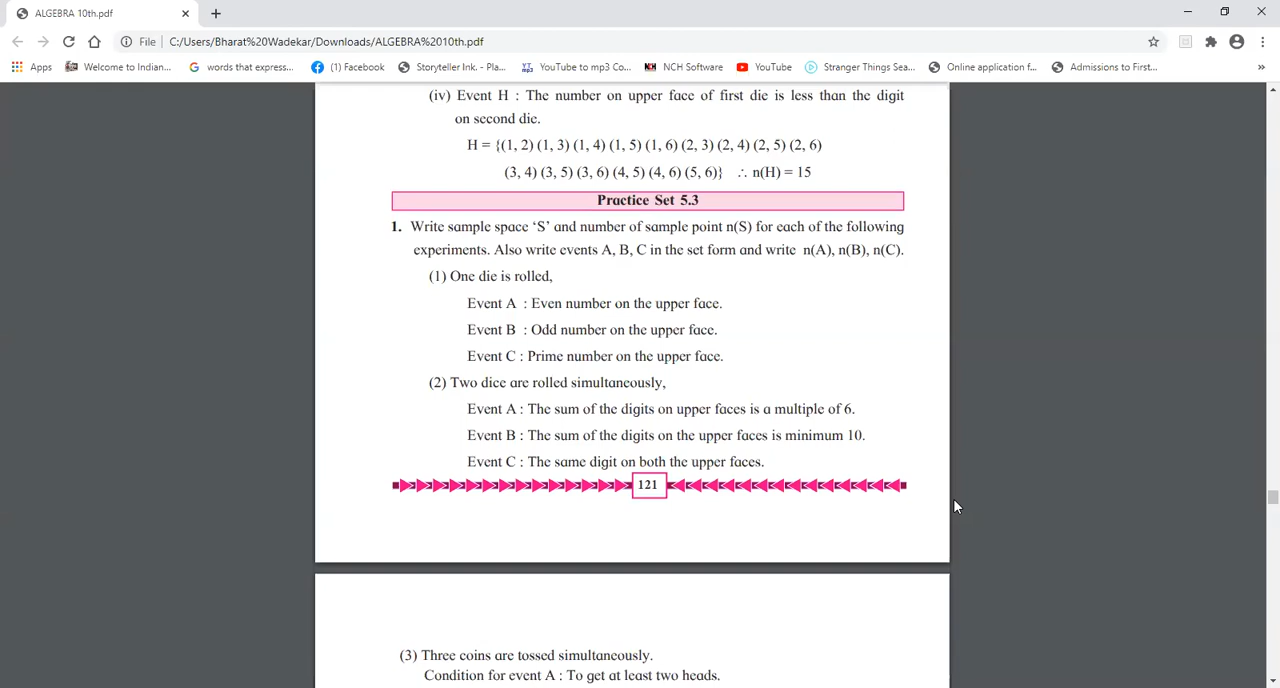 ALGEBRA 10th.pdf
File | C:/Users/Bharat%20Wadekar/Downloads/ALGEBRA%2010th.pdf
Apps Welcome to Indian... words that express... (1) Facebook Storyteller Ink. - Pla... YouTube to mp3 Co... NCH Software YouTube Stranger Things Sea... Online application f... Admissions to First... »
(iv) Event H : The number on upper face of first die is less than the digit
on second die.
H = {(1, 2) (1, 3) (1, 4) (1, 5) (1, 6) (2, 3) (2, 4) (2, 5) (2, 6)
(3, 4) (3, 5) (3, 6) (4, 5) (4, 6) (5, 6)} ∴ n(H) = 15
Practice Set 5.3
1. Write sample space ‘S’ and number of sample point n(S) for each of the following
experiments. Also write events A, B, C in the set form and write n(A), n(B), n(C).
(1) One die is rolled,
Event A : Even number on the upper face.
Event B : Odd number on the upper face.
Event C : Prime number on the upper face.
(2) Two dice are rolled simultaneously,
Event A : The sum of the digits on upper faces is a multiple of 6.
Event B : The sum of the digits on the upper faces is minimum 10.
Event C : The same digit on both the upper faces.
121
(3) Three coins are tossed simultaneously.
Condition for event A : To get at least two heads.